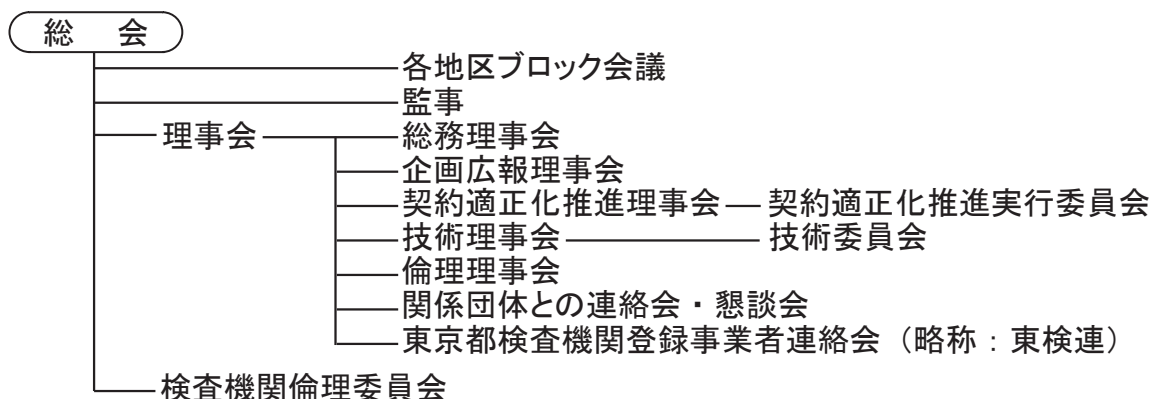 総　会
各地区ブロック会議
監事
理事会 総務理事会
企画広報理事会
契約適正化推進理事会 契約適正化推進実行委員会
技術理事会 技術委員会
倫理理事会
関係団体との連絡会・懇談会
東京都検査機関登録事業者連絡会（略称：東検連）
検査機関倫理委員会